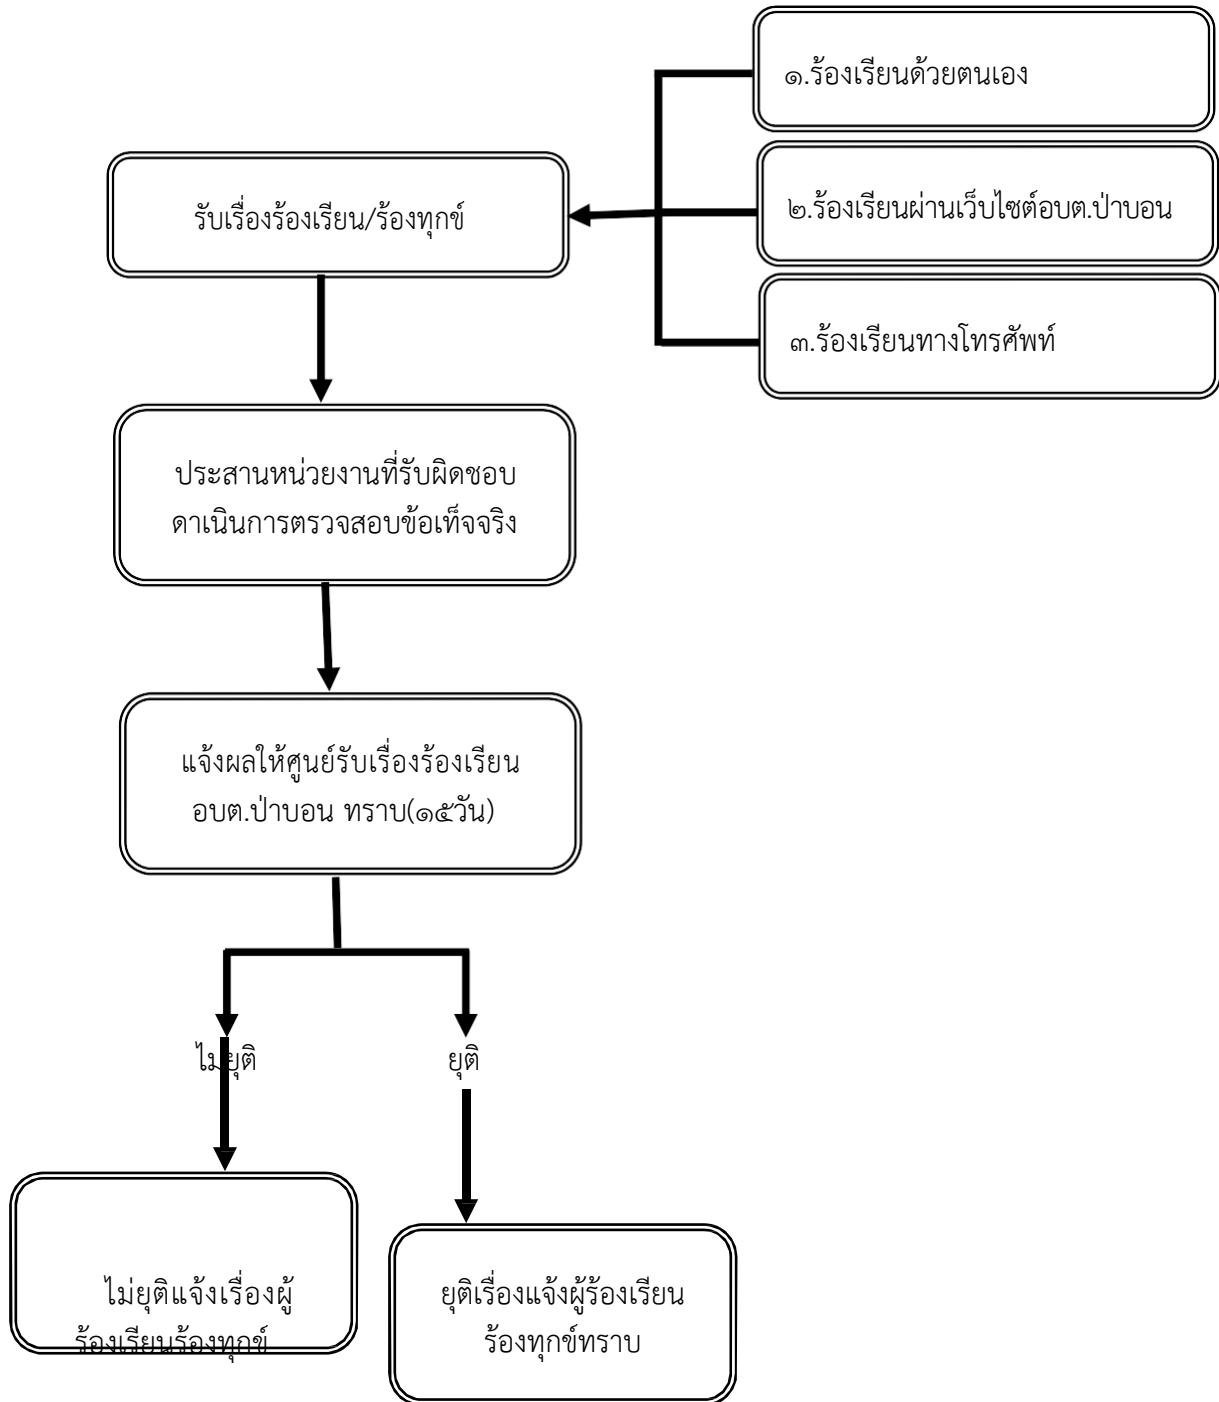 ๑.ร้องเรียนด้วยตนเอง
๒.ร้องเรียนผ่านเว็บไซต์อบต.ป่าบอน
๓.ร้องเรียนทางโทรศัพท์
รับเรื่องร้องเรียน/ร้องทุกข์
ประสานหน่วยงานที่รับผิดชอบ
ดาเนินการตรวจสอบข้อเท็จจริง
แจ้งผลให้ศูนย์รับเรื่องร้องเรียน
อบต.ป่าบอน ทราบ(๑๕วัน)
ไม่ยุติ
ยุติ
ไม่ยุติแจ้งเรื่องผู้
ร้องเรียนร้องทุกข์
ยุติเรื่องแจ้งผู้ร้องเรียน
ร้องทุกข์ทราบ